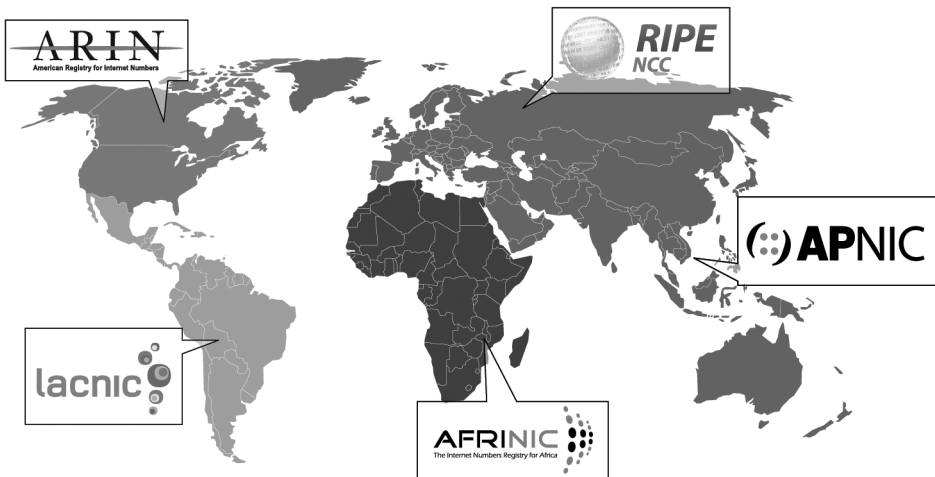 ARIN
American Registry for Internet Numbers
RIPE
NCC
APNIC
lacnic
AFRINIC
The Internet Numbers Registry for Africa